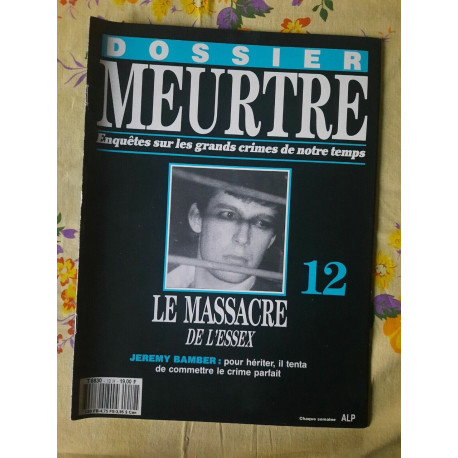 DOSSIER
MEURTRE
Enquêtes sur les grands crimes de notre temps
12
LE MASSACRE
DE L'ESSEX
JEREMY BAMBER : pour hériter, il tenta
de commettre le crime parfait
Chaque semaine ALP